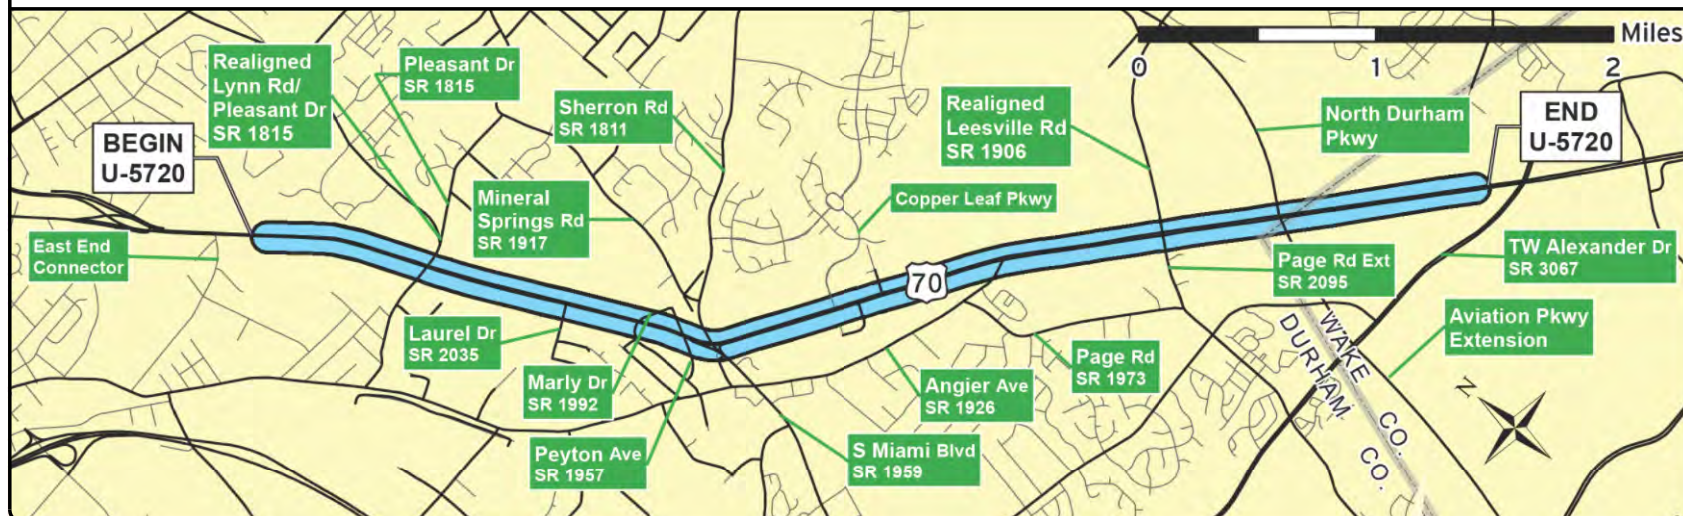 Miles
0
1
2
Realigned
Lynn Rd/
Pleasant Dr
SR 1815
Pleasant Dr
SR 1815
Sherron Rd
SR 1811
Realigned
Leesville Rd
SR 1906
North Durham
Pkwy
END
U-5720
BEGIN
U-5720
Mineral
Springs Rd
SR 1917
Copper Leaf Pkwy
East End
Connector
70
Page Rd Ext
SR 2095
TW Alexander Dr
SR 3067
Laurel Dr
SR 2035
Marly Dr
SR 1992
Peyton Ave
SR 1957
S Miami Blvd
SR 1959
Angier Ave
SR 1926
Page Rd
SR 1973
Aviation Pkwy
Extension
WAKE CO.
DURHAM CO.
N